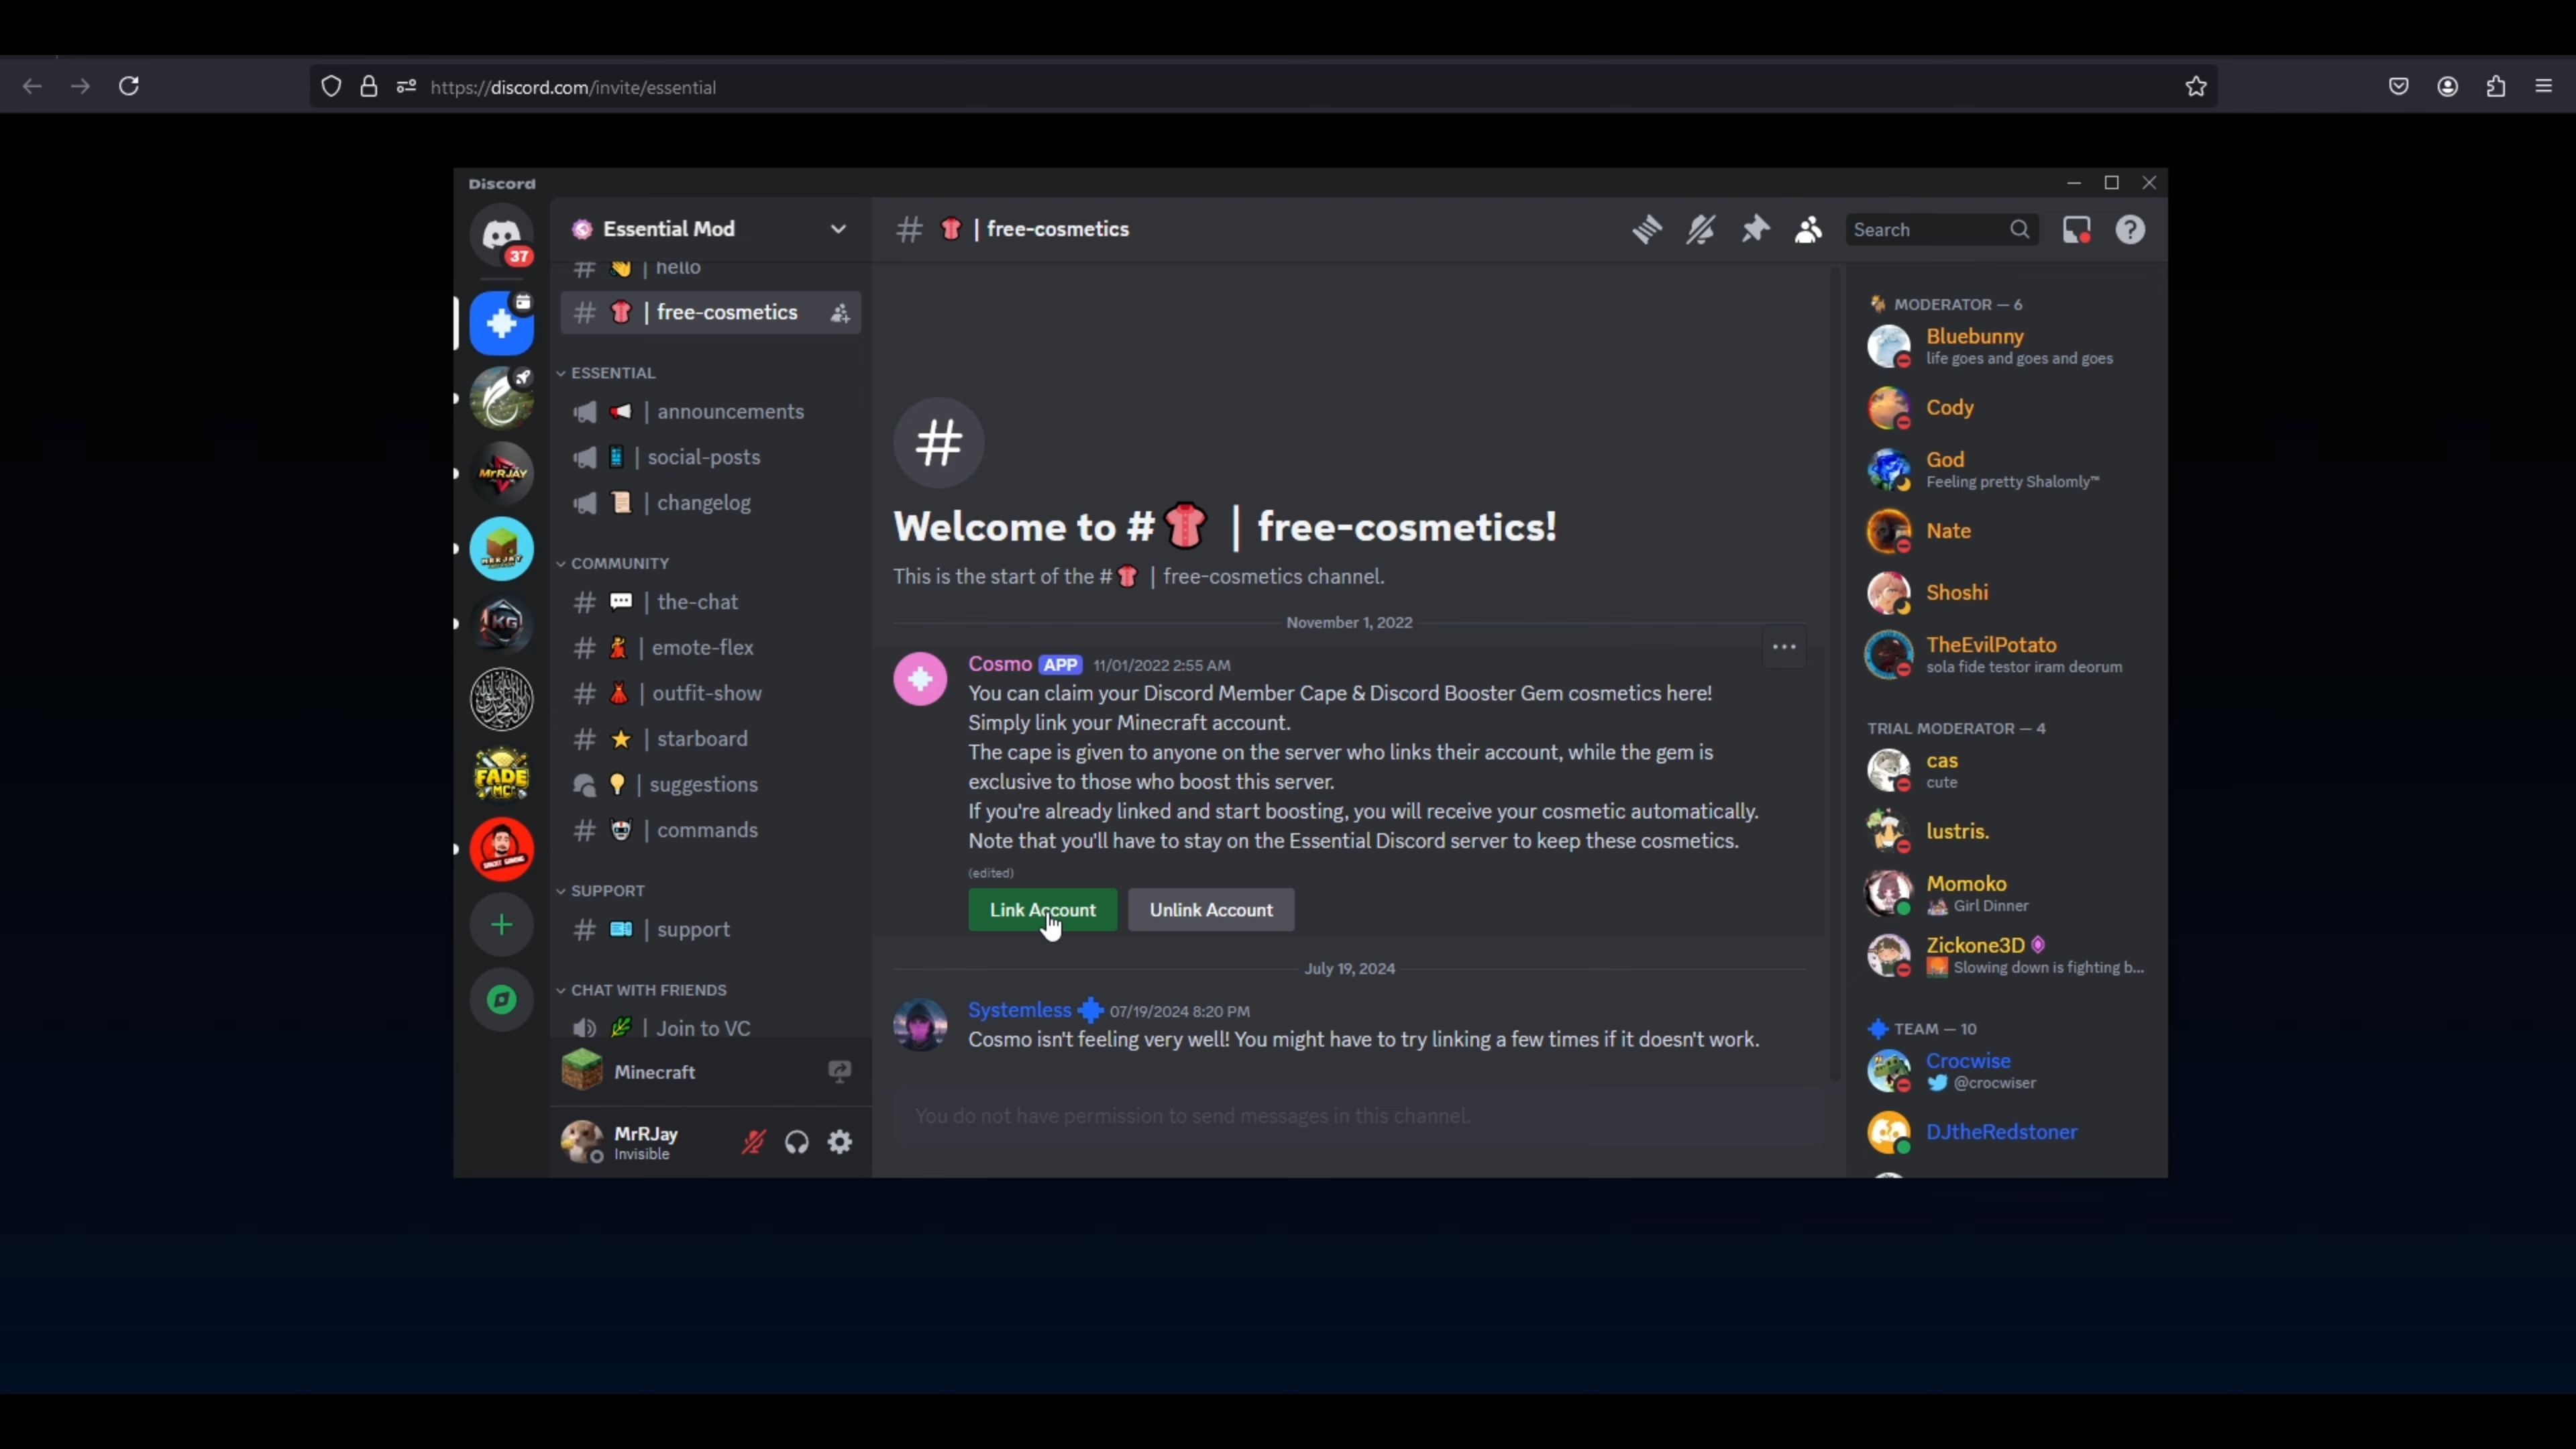 https://discord.com/invite/essential
Discord
37
Essential Mod
hello
free-cosmetics
ESSENTIAL
announcements
social-posts
changelog
COMMUNITY
the-chat
emote-flex
outfit-show
starboard
suggestions
commands
SUPPORT
support
CHAT WITH FRIENDS
Join to VC
Minecraft
MrRJay
Invisible
MrRJAY
KG
FADE
MC
# | free-cosmetics
Search
Welcome to # | free-cosmetics!
This is the start of the # | free-cosmetics channel.
November 1, 2022
Cosmo APP 11/01/2022 2:55 AM
You can claim your Discord Member Cape & Discord Booster Gem cosmetics here!
Simply link your Minecraft account.
The cape is given to anyone on the server who links their account, while the gem is
exclusive to those who boost this server.
If you're already linked and start boosting, you will receive your cosmetic automatically.
Note that you'll have to stay on the Essential Discord server to keep these cosmetics.
(edited)
Link Account Unlink Account
July 19, 2024
Systemless 07/19/2024 8:20 PM
Cosmo isn't feeling very well! You might have to try linking a few times if it doesn't work.
You do not have permission to send messages in this channel.
MODERATOR — 6
Bluebunny
life goes and goes and goes
Cody
God
Feeling pretty Shalomly™
Nate
Shoshi
TheEvilPotato
sola fide testor iram deorum
TRIAL MODERATOR — 4
cas
cute
lustris.
Momoko
Girl Dinner
Zickone3D
Slowing down is fighting b...
TEAM — 10
Crocwise
@crocwiser
DJtheRedstoner